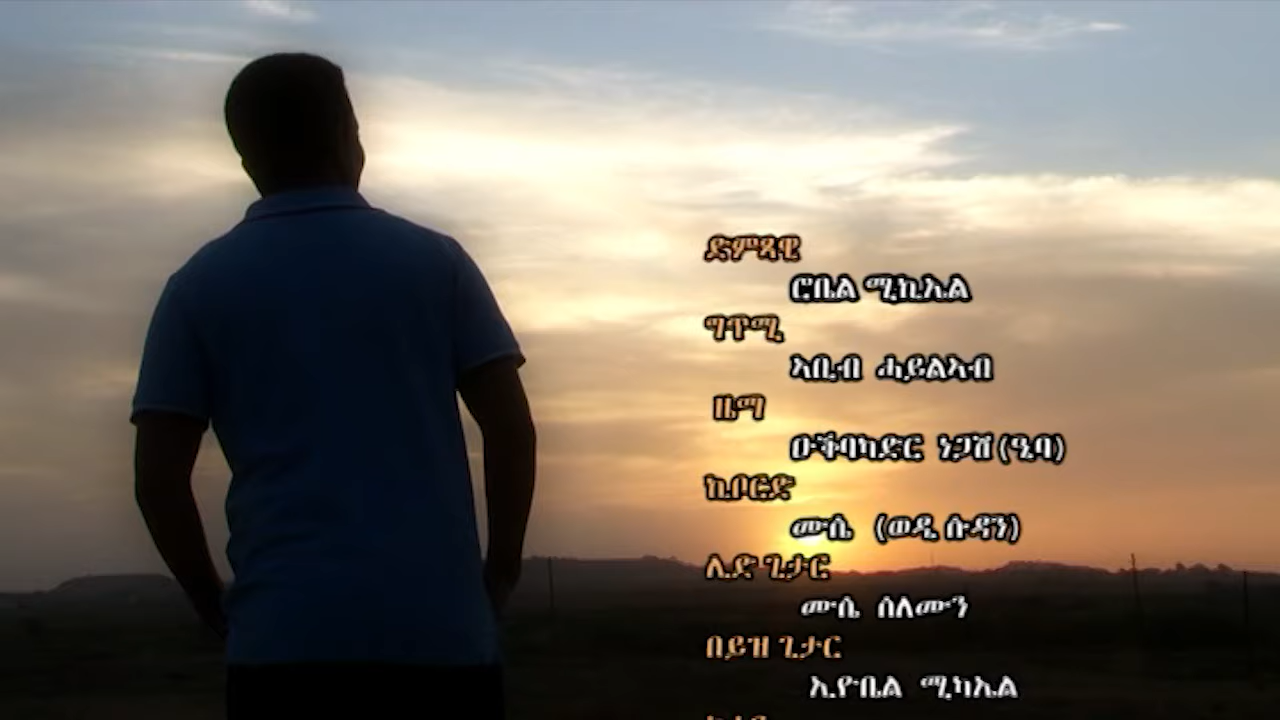 ድምጻዊ
ሮቤል ሚኪኤል
ግጥሚ
ኣቢብ ሓይልኣብ
ዜማ
ዑቕባካድር ነጋሽ (ዒባ)
ኪቦርድ
ሙሴ (ወዲ ሱዳን)
ሊድ ጊታር
ሙሴ ሰለሙን
በይዝ ጊታር
ኢዮቤል ሚካኤል